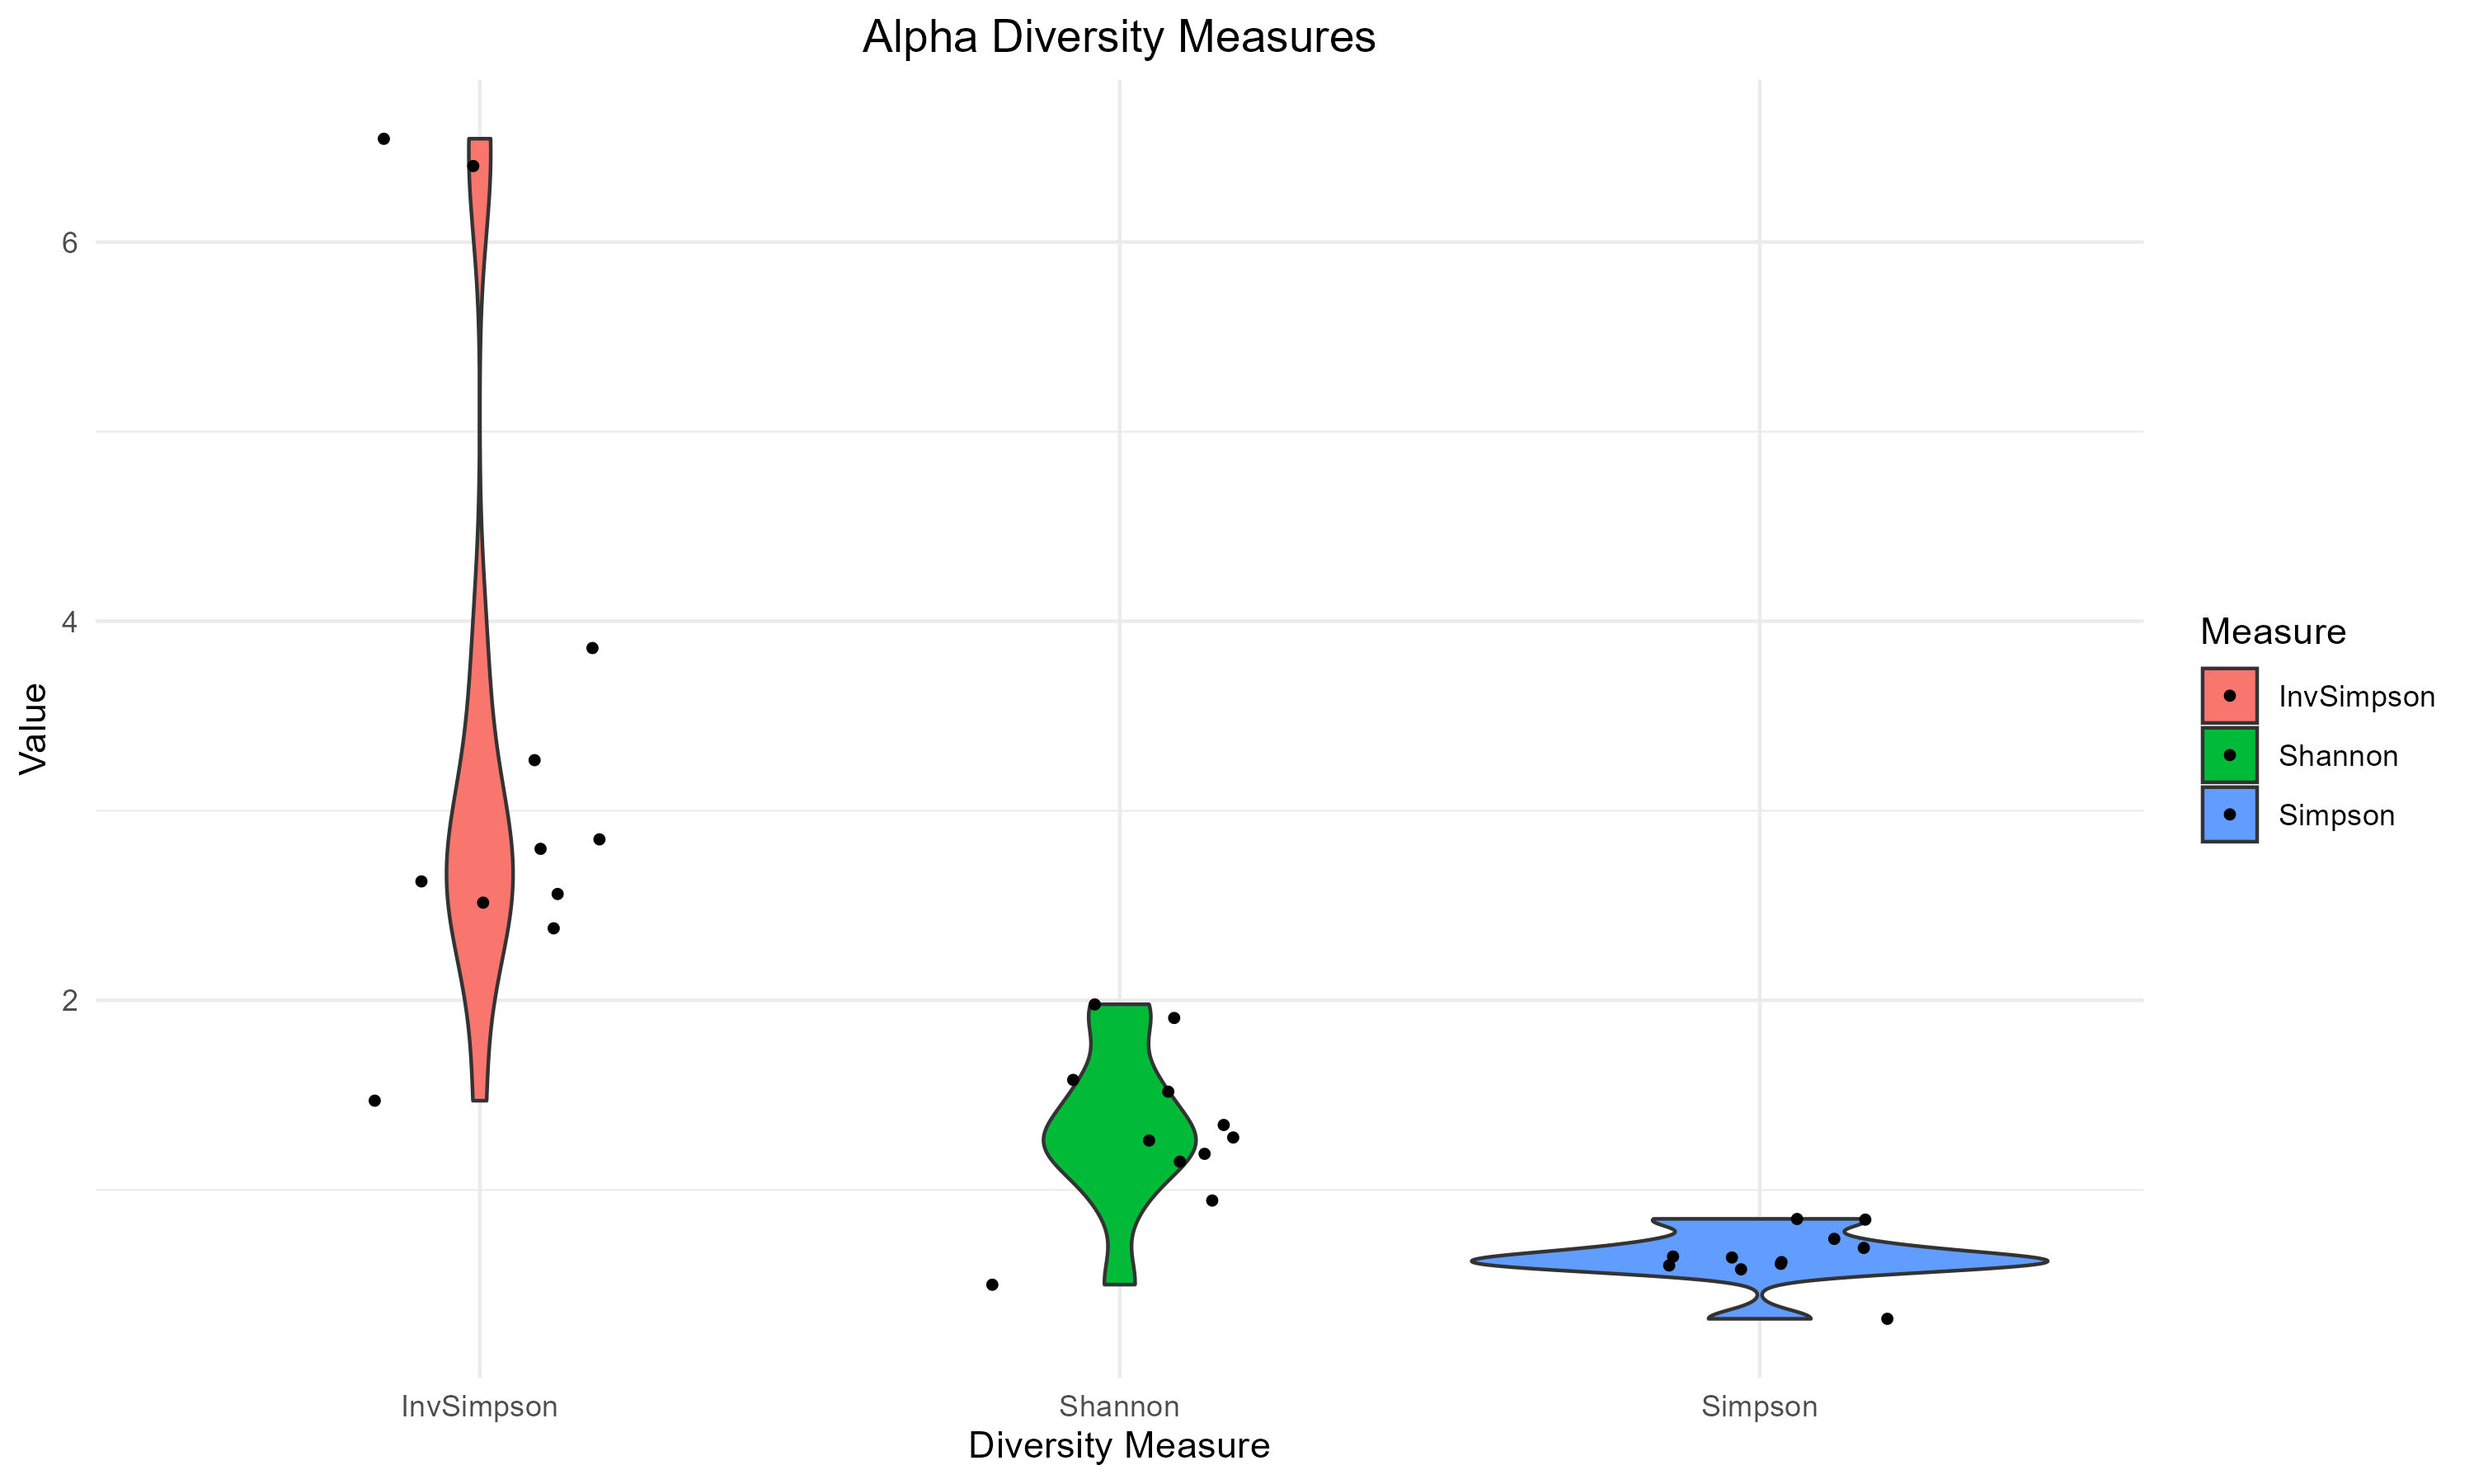 Alpha Diversity Measures
6
4
2
Value
InvSimpson
Shannon
Simpson
Diversity Measure
Measure
InvSimpson
Shannon
Simpson